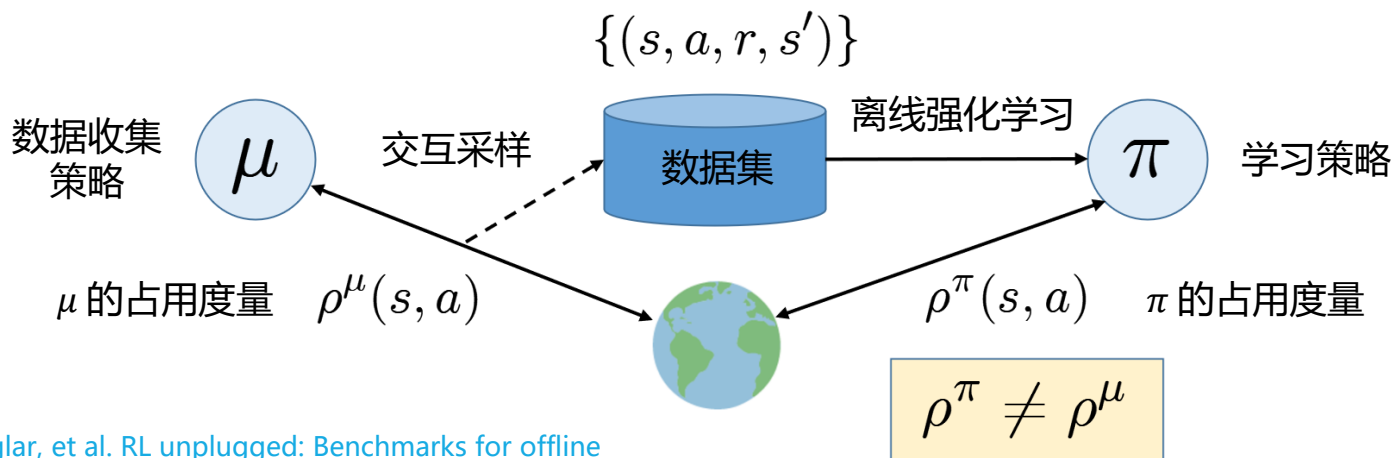 {(s, a, r, s′)}
数据收集
策略
μ
交互采样
数据集
离线强化学习
π
学习策略
μ 的占用度量 ρ^μ(s, a)
ρ^π(s, a) π 的占用度量
ρ^π ≠ ρ^μ
lar, et al. RL unplugged: Benchmarks for offline